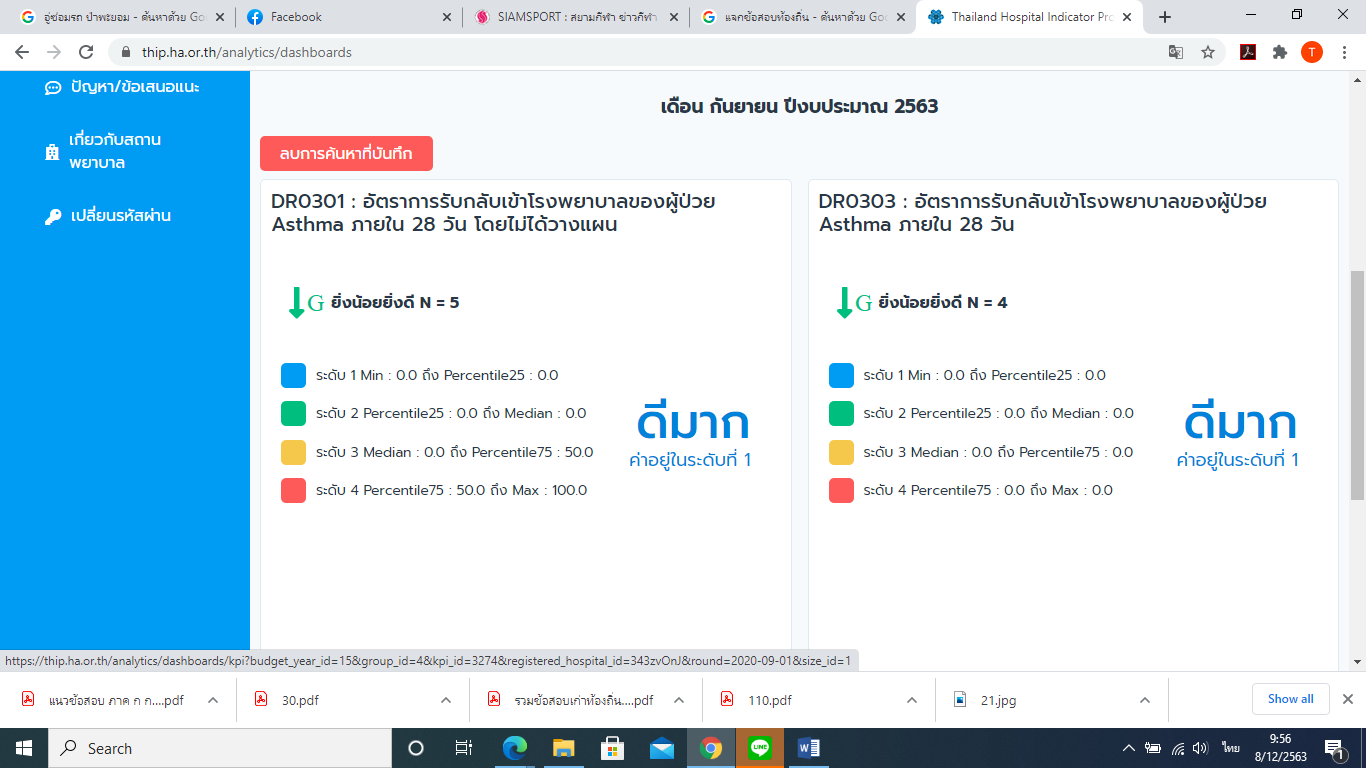 อู่ซ่อมรถ ป่าพะยอม - ค้นหาด้วย Go
Facebook
SIAMSPORT : สยามกีฬา ข่าวกีฬา
แจกข้อสอบท้องถิ่น - ค้นหาด้วย Goo
Thailand Hospital Indicator Pro
thip.ha.or.th/analytics/dashboards
T
ปัญหา/ข้อเสนอแนะ
เกี่ยวกับสถาน
พยาบาล
เปลี่ยนรหัสผ่าน
เดือน กันยายน ปีงบประมาณ 2563
ลบการค้นหาที่บันทึก
DR0301 : อัตราการรับกลับเข้าโรงพยาบาลของผู้ป่วย
Asthma ภายใน 28 วัน โดยไม่ได้วางแผน
G ยิ่งน้อยยิ่งดี N = 5
ระดับ 1 Min : 0.0 ถึง Percentile25 : 0.0
ระดับ 2 Percentile25 : 0.0 ถึง Median : 0.0
ระดับ 3 Median : 0.0 ถึง Percentile75 : 50.0
ระดับ 4 Percentile75 : 50.0 ถึง Max : 100.0
ดีมาก
ค่าอยู่ในระดับที่ 1
DR0303 : อัตราการรับกลับเข้าโรงพยาบาลของผู้ป่วย
Asthma ภายใน 28 วัน
G ยิ่งน้อยยิ่งดี N = 4
ระดับ 1 Min : 0.0 ถึง Percentile25 : 0.0
ระดับ 2 Percentile25 : 0.0 ถึง Median : 0.0
ระดับ 3 Median : 0.0 ถึง Percentile75 : 0.0
ระดับ 4 Percentile75 : 0.0 ถึง Max : 0.0
ดีมาก
ค่าอยู่ในระดับที่ 1
https://thip.ha.or.th/analytics/dashboards/kpi?budget_year_id=15&group_id=4&kpi_id=3274&registered_hospital_id=343zvOnJ&round=2020-09-01&size_id=1
แนวข้อสอบ ภาค ก ก....pdf
30.pdf
รวมข้อสอบเก่าท้องถิ่น....pdf
110.pdf
21.jpg
Show all
Search
LINE
W
ไทย
9:56
8/12/2563
1